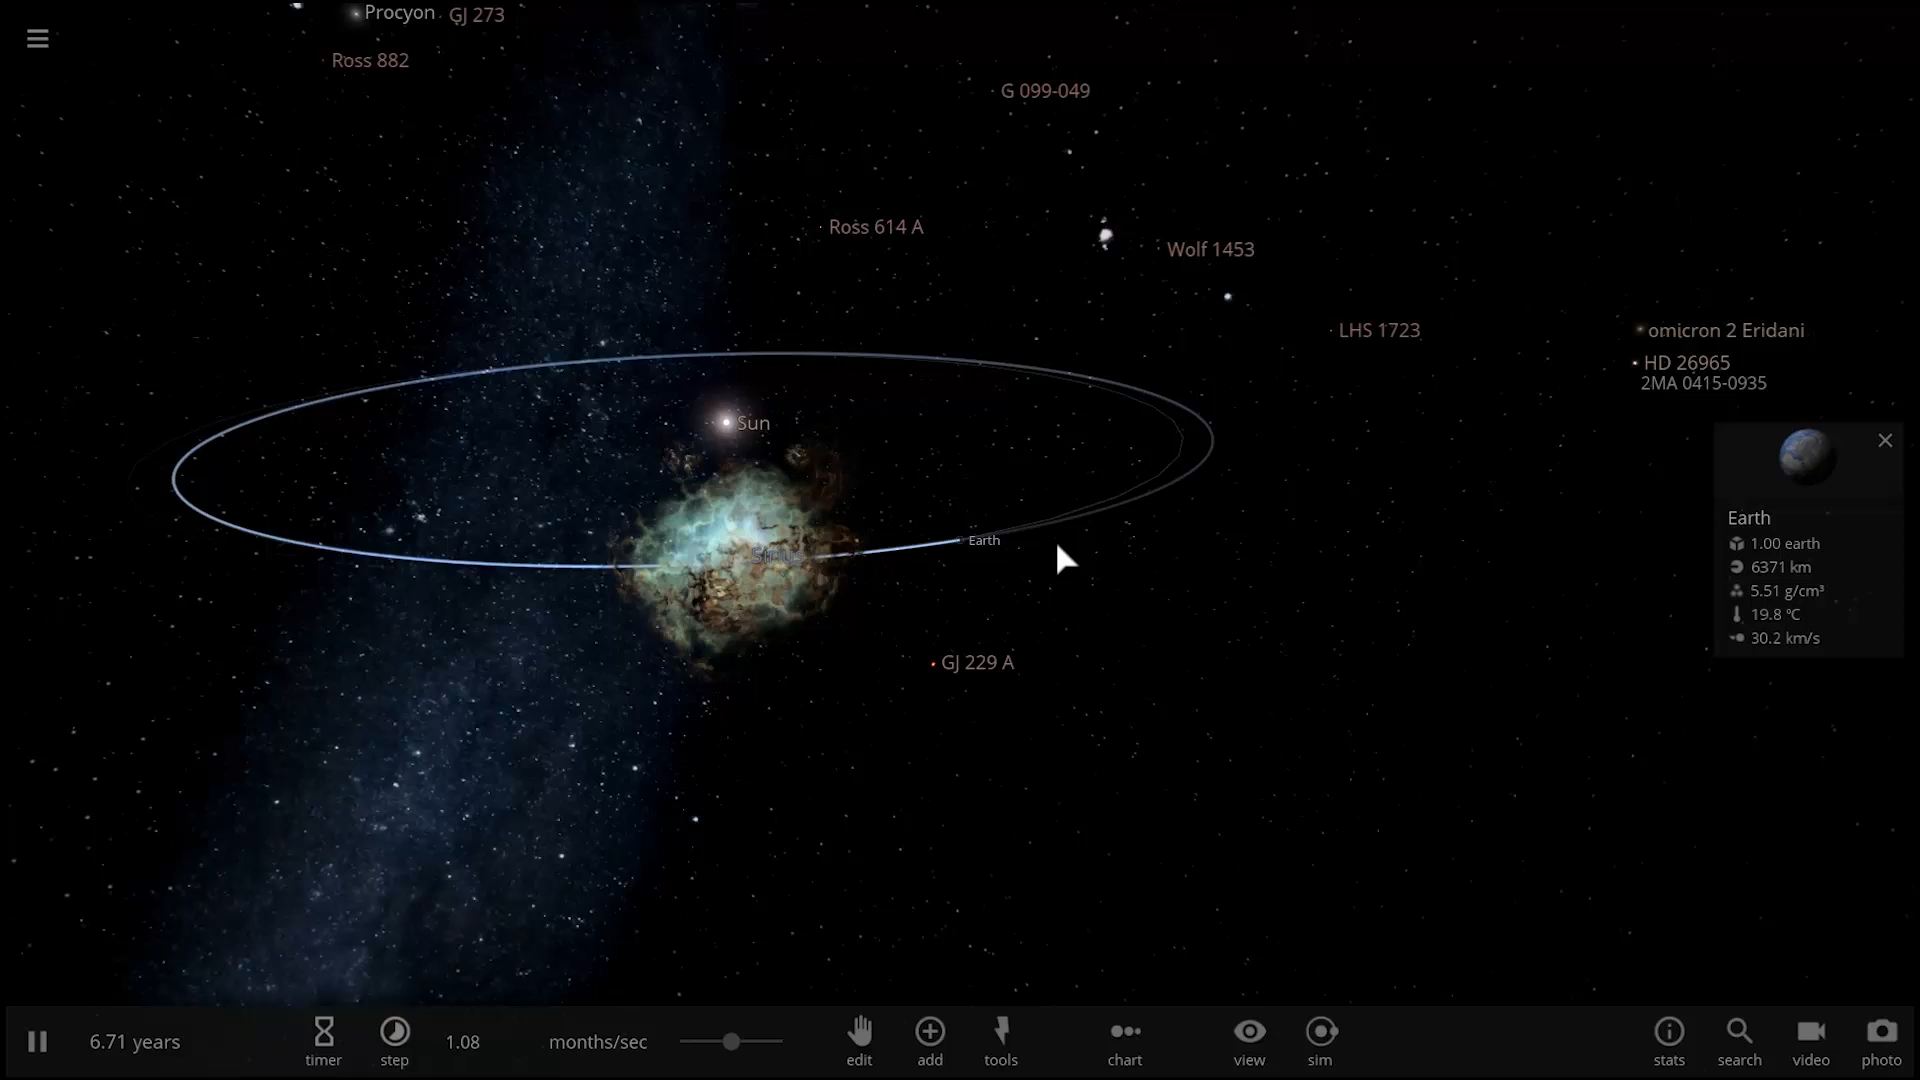 Procyon
GJ 273
Ross 882
G 099-049
Ross 614 A
Wolf 1453
LHS 1723
omicron 2 Eridani
HD 26965
2MA 0415-0935
Sun
Sirius
Earth
GJ 229 A
Earth
1.00 earth
6371 km
5.51 g/cm³
19.8 °C
30.2 km/s
6.71 years
timer
step
1.08
months/sec
edit
add
tools
chart
view
sim
stats
search
video
photo